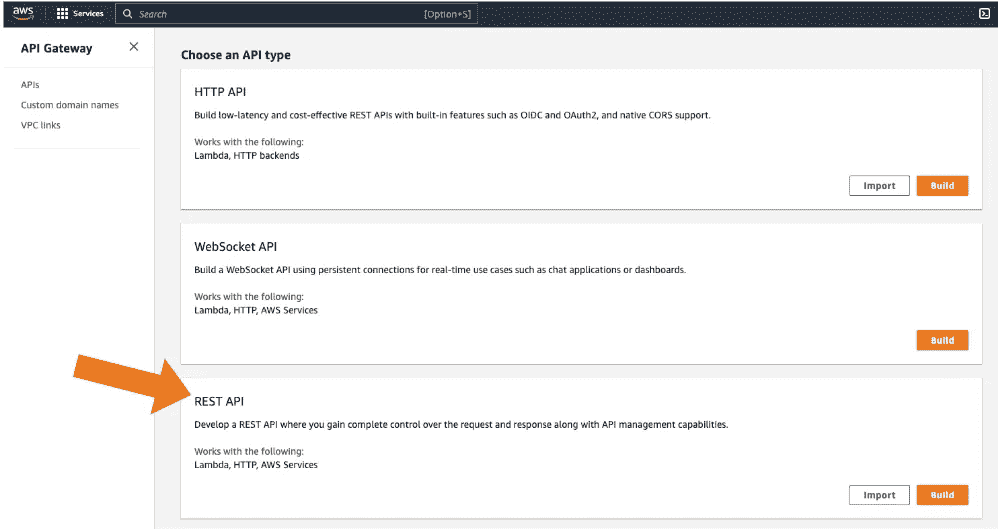 aws
Services
Search
[Option+S]
API Gateway
APIs
Custom domain names
VPC links
Choose an API type
HTTP API
Build low-latency and cost-effective REST APIs with built-in features such as OIDC and OAuth2, and native CORS support.
Works with the following:
Lambda, HTTP backends
Import
Build
WebSocket API
Build a WebSocket API using persistent connections for real-time use cases such as chat applications or dashboards.
Works with the following:
Lambda, HTTP, AWS Services
Build
REST API
Develop a REST API where you gain complete control over the request and response along with API management capabilities.
Works with the following:
Lambda, HTTP, AWS Services
Import
Build